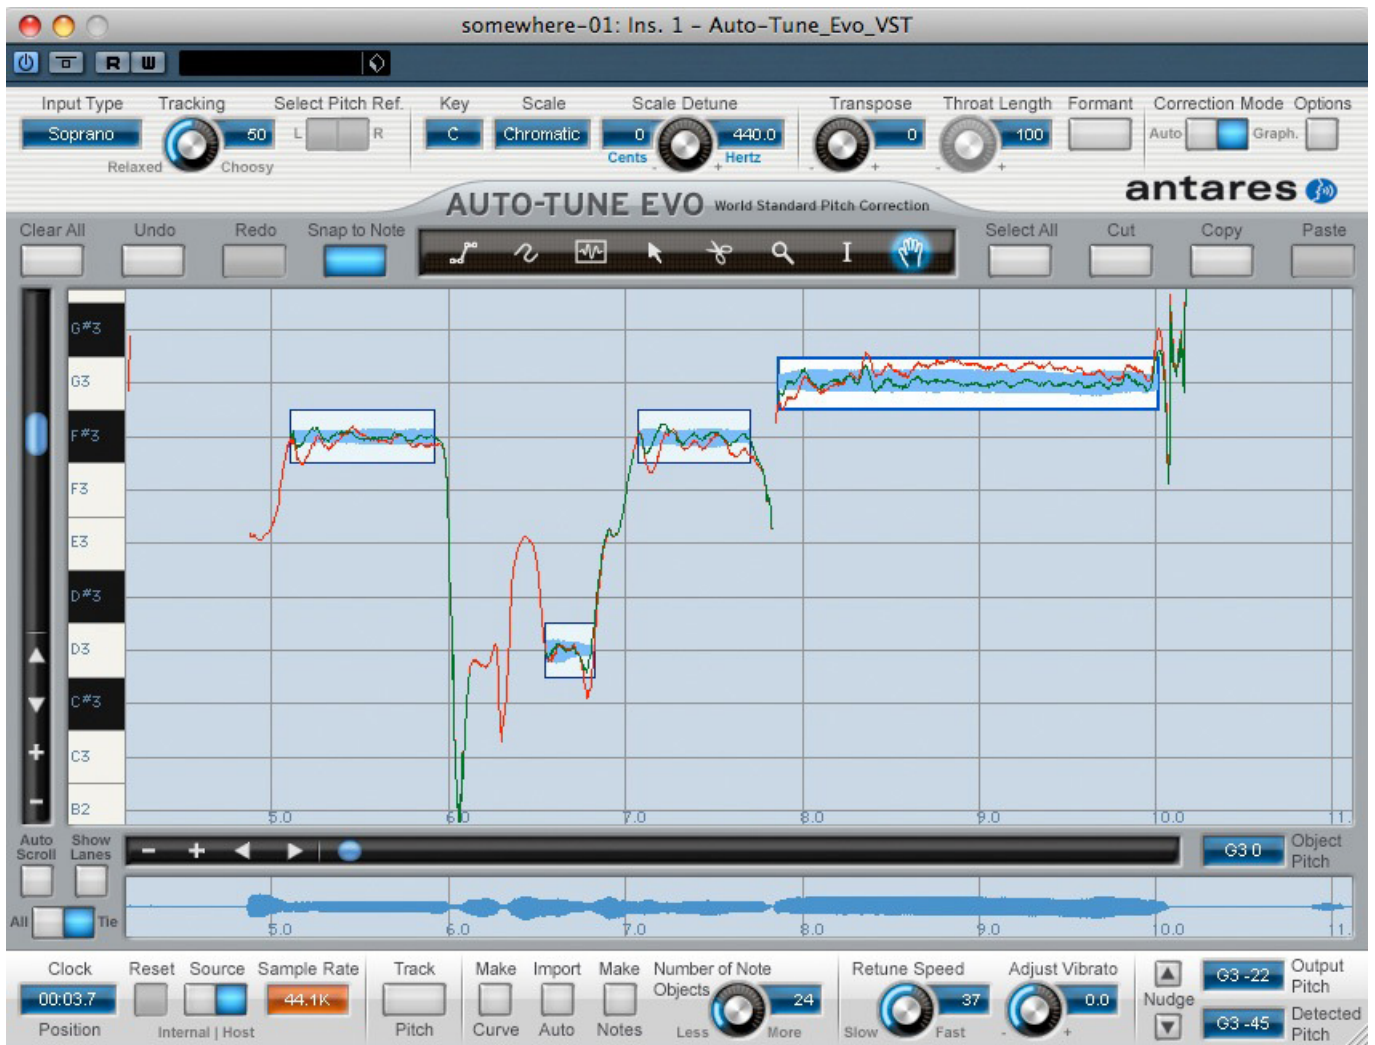 somewhere-01: Ins. 1 - Auto-Tune_Evo_VST
R W
Input Type Tracking Select Pitch Ref. Key Scale Scale Detune Transpose Throat Length Formant Correction Mode Options
Soprano 50 L R C Chromatic 0 440.0 0 100 Auto Graph.
Relaxed Choosy Cents - + Hertz - + - +
antares
AUTO-TUNE EVO World Standard Pitch Correction
Clear All Undo Redo Snap to Note Select All Cut Copy Paste
G#3
G3
F#3
F3
E3
D#3
D3
C#3
C3
B2
5.0 6.0 7.0 8.0 9.0 10.0 11.
Auto Scroll Show Lanes - + G3 0 Object Pitch
All Tie
5.0 6.0 7.0 8.0 9.0 10.0 11.
Clock Reset Source Sample Rate Track Make Import Make Number of Note Objects Retune Speed Adjust Vibrato G3 -22 Output Pitch
00:03.7 44.1K 24 37 0.0 Nudge
Position Internal | Host Pitch Curve Auto Notes Less More Slow Fast - + G3 -45 Detected Pitch